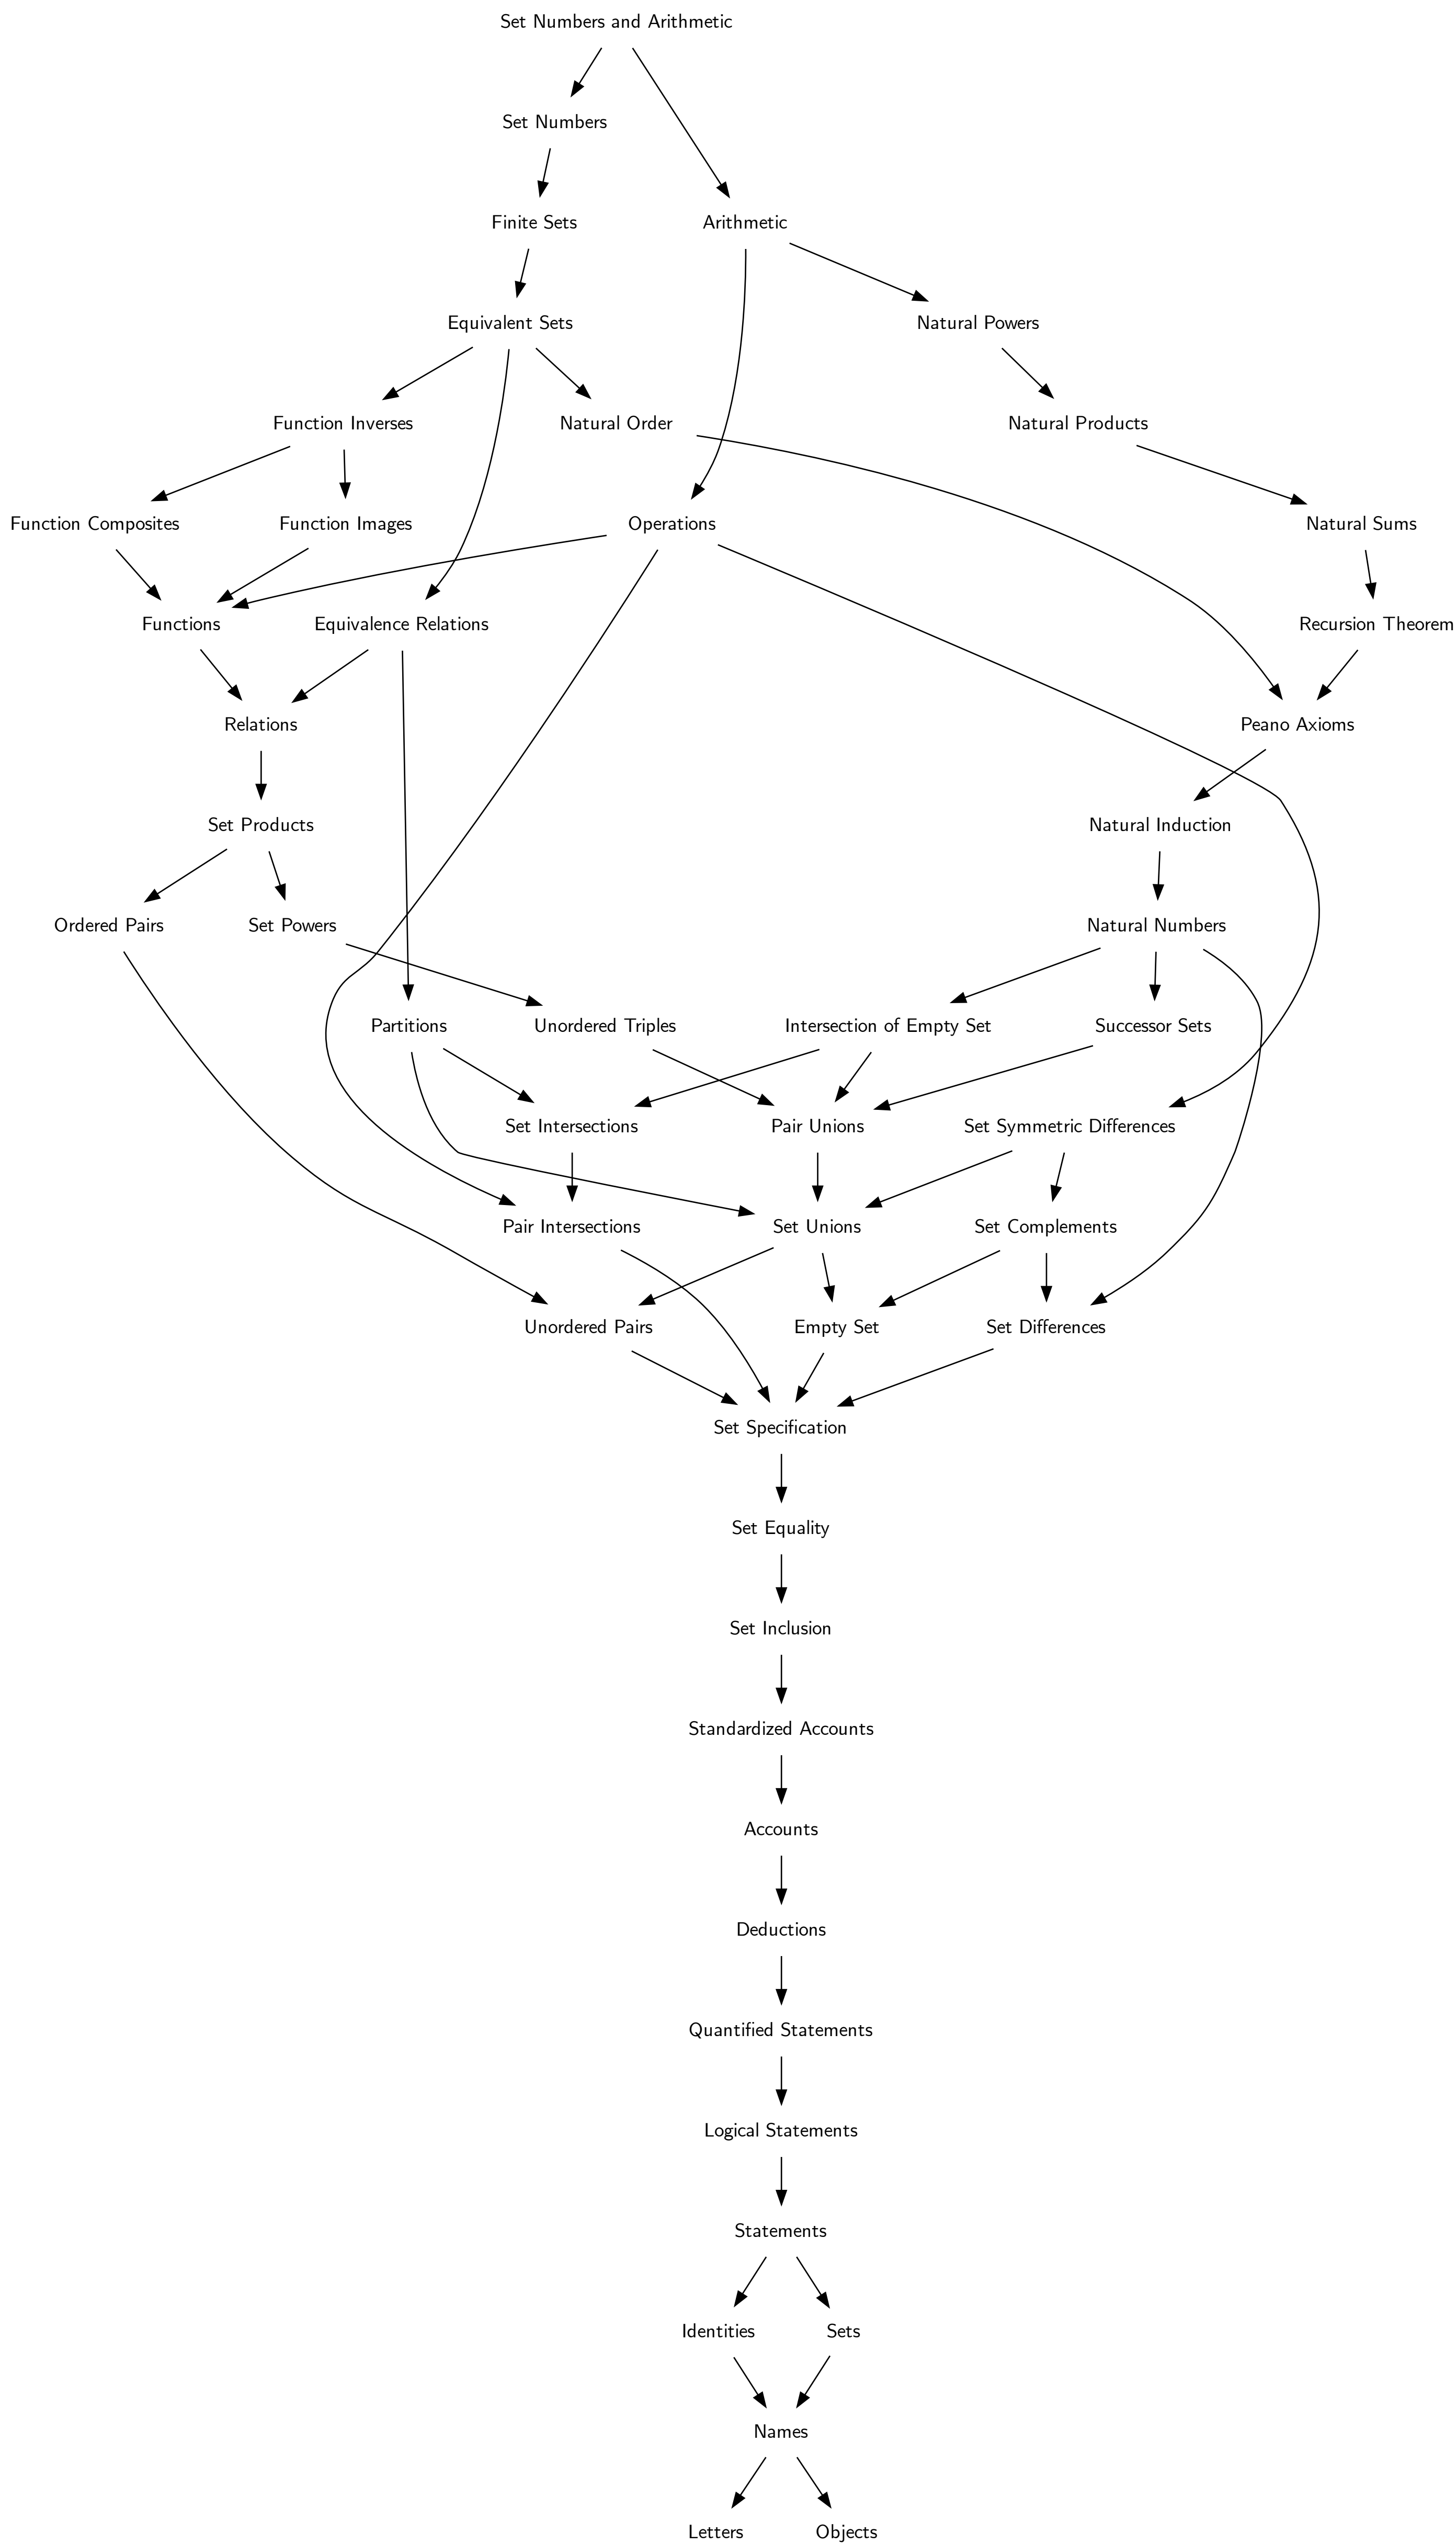 Set Numbers and Arithmetic
Set Numbers
Finite Sets
Arithmetic
Equivalent Sets
Natural Powers
Function Inverses
Natural Order
Natural Products
Function Composites
Function Images
Operations
Natural Sums
Functions
Equivalence Relations
Recursion Theorem
Relations
Peano Axioms
Set Products
Natural Induction
Ordered Pairs
Set Powers
Natural Numbers
Partitions
Unordered Triples
Intersection of Empty Set
Successor Sets
Set Intersections
Pair Unions
Set Symmetric Differences
Pair Intersections
Set Unions
Set Complements
Unordered Pairs
Empty Set
Set Differences
Set Specification
Set Equality
Set Inclusion
Standardized Accounts
Accounts
Deductions
Quantified Statements
Logical Statements
Statements
Identities
Sets
Names
Letters
Objects